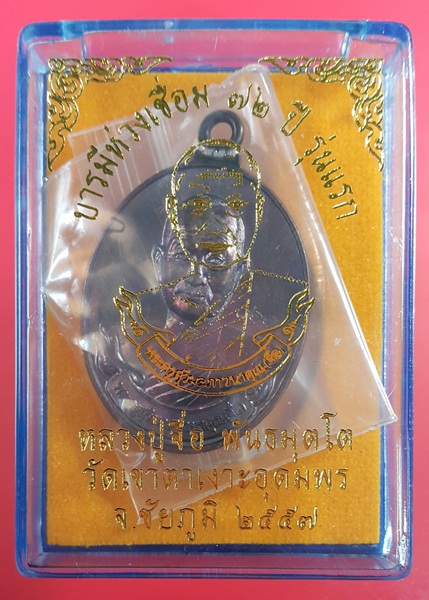 บารมีห่วงเชื่อม ๗๒ ปี รุ่นแรก
หลวงปู่จื่อ พันธมุตโต
วัดเขาตาเงาะอุดมพร
จ.ชัยภูมิ ๒๕๕๗